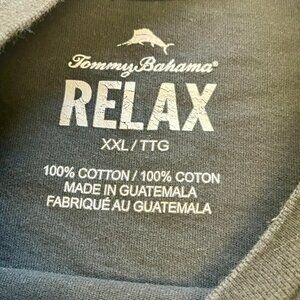 Tommy Bahama®
RELAX
XXL / TTG
100% COTTON / 100% COTON
MADE IN GUATEMALA
FABRIQUÉ AU GUATEMALA